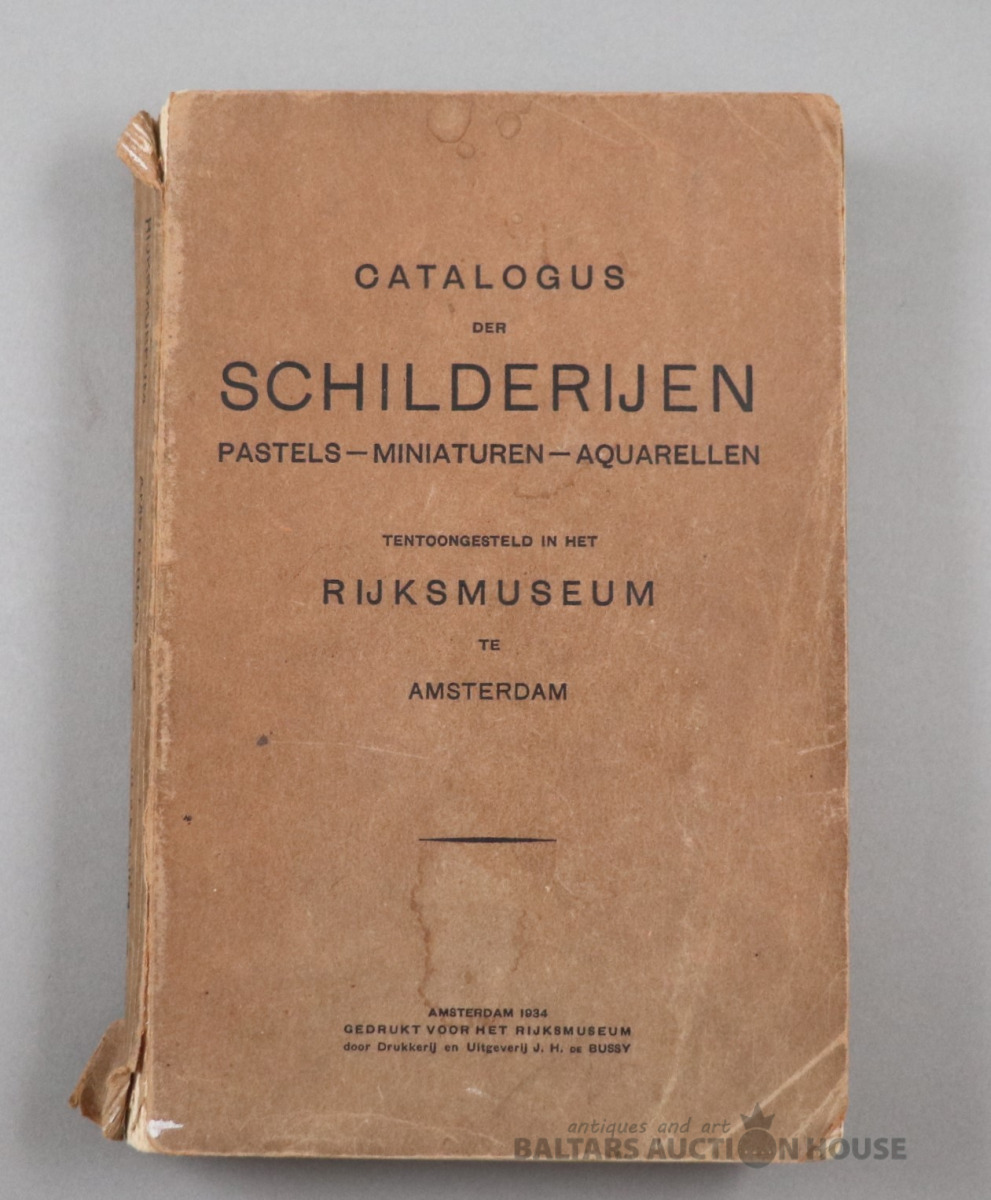 CATALOGUS
DER
SCHILDERIJEN
PASTELS — MINIATUREN — AQUARELLEN
TENTOONGESTELD IN HET
RIJKSMUSEUM
TE
AMSTERDAM
AMSTERDAM 1934
GEDRUKT VOOR HET RIJKSMUSEUM
door Drukkerij en Uitgeverij J. H. DE BUSSY
antiques and art
BALTARS AUCTION HOUSE